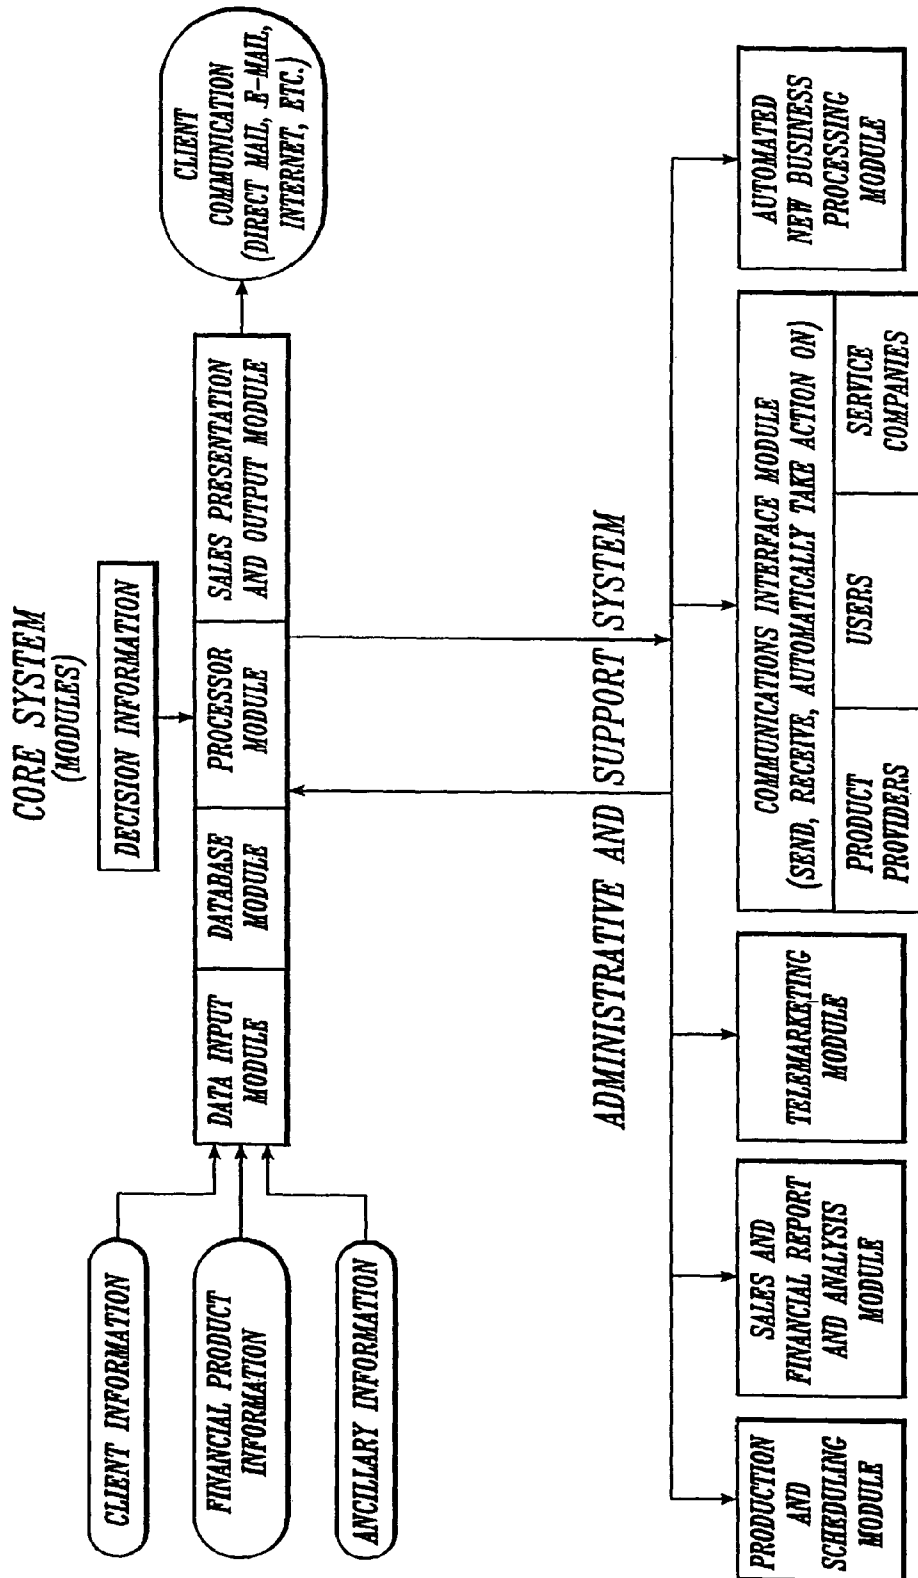 CORE SYSTEM
(MODULES)
DECISION INFORMATION
CLIENT INFORMATION
FINANCIAL PRODUCT
INFORMATION
ANCILLARY INFORMATION
DATA INPUT
MODULE
DATABASE
MODULE
PROCESSOR
MODULE
SALES PRESENTATION
AND OUTPUT MODULE
CLIENT
COMMUNICATION
(DIRECT MAIL, E-MAIL,
INTERNET, ETC.)
ADMINISTRATIVE AND SUPPORT SYSTEM
PRODUCTION
AND
SCHEDULING
MODULE
SALES AND
FINANCIAL REPORT
AND ANALYSIS
MODULE
TELEMARKETING
MODULE
COMMUNICATIONS INTERFACE MODULE
(SEND, RECEIVE, AUTOMATICALLY TAKE ACTION ON)
PRODUCT
PROVIDERS
USERS
SERVICE
COMPANIES
AUTOMATED
NEW BUSINESS
PROCESSING
MODULE